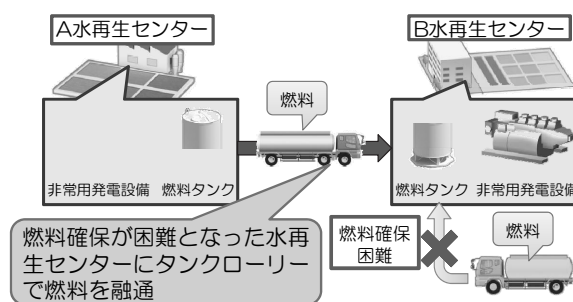 A水再生センター
B水再生センター
燃料
非常用発電設備 燃料タンク
燃料タンク 非常用発電設備
燃料確保が困難となった水再
生センターにタンクローリー
で燃料を融通
燃料確保
困難
燃料